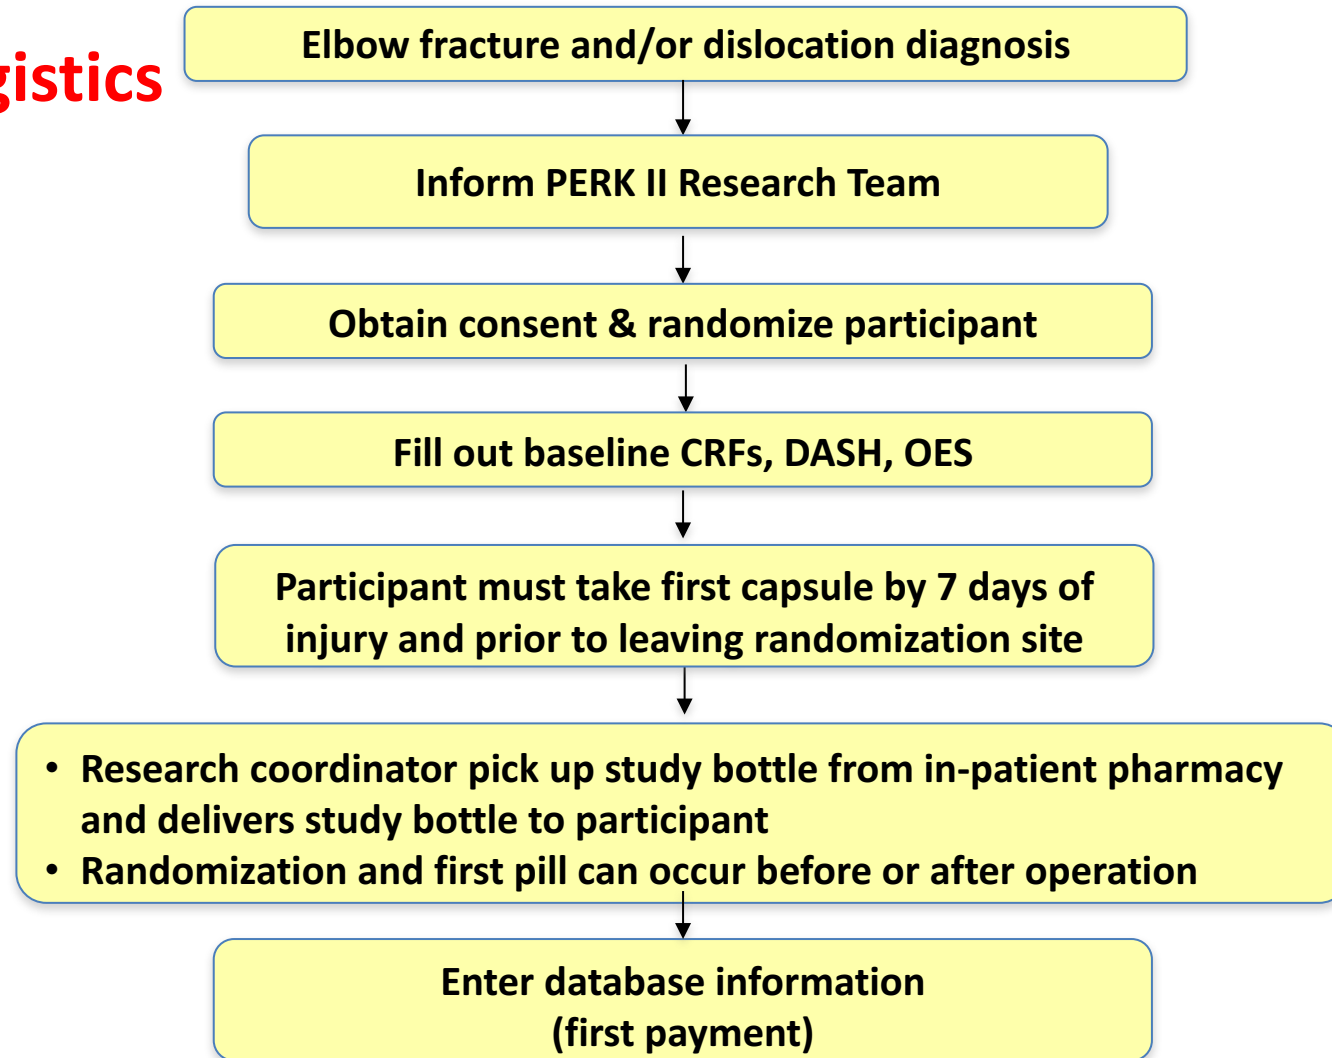 Elbow fracture and/or dislocation diagnosis
gistics
Inform PERK II Research Team
Obtain consent & randomize participant
Fill out baseline CRFs, DASH, OES
Participant must take first capsule by 7 days of
injury and prior to leaving randomization site
• Research coordinator pick up study bottle from in-patient pharmacy
and delivers study bottle to participant
• Randomization and first pill can occur before or after operation
Enter database information
(first payment)